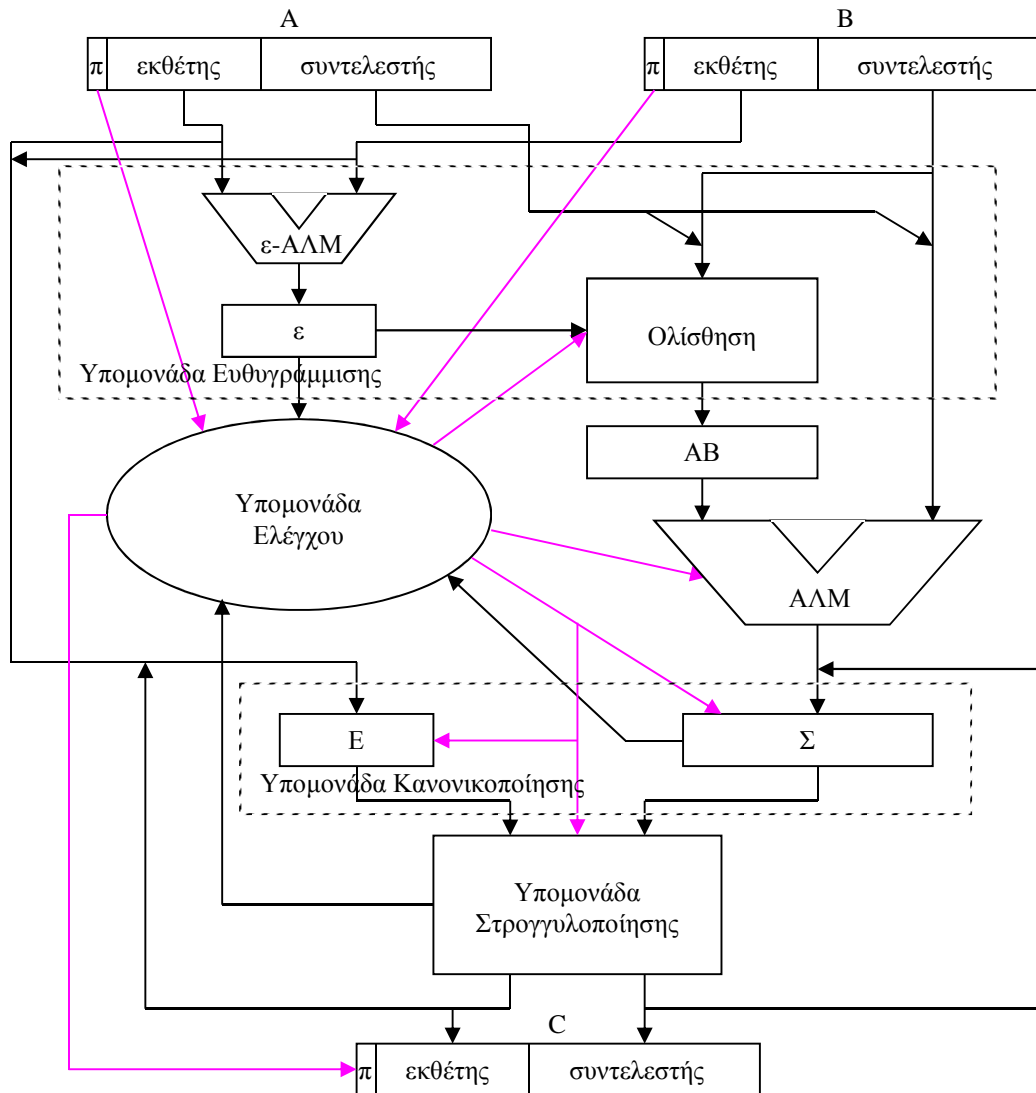 A
B
π εκθέτης συντελεστής
π εκθέτης συντελεστής
ε-ΑΛΜ
ε
Ολίσθηση
Υπομονάδα Ευθυγράμμισης
ΑΒ
Υπομονάδα
Ελέγχου
ΑΛΜ
Ε
Σ
Υπομονάδα Κανονικοποίησης
Υπομονάδα
Στρογγυλοποίησης
C
π εκθέτης συντελεστής